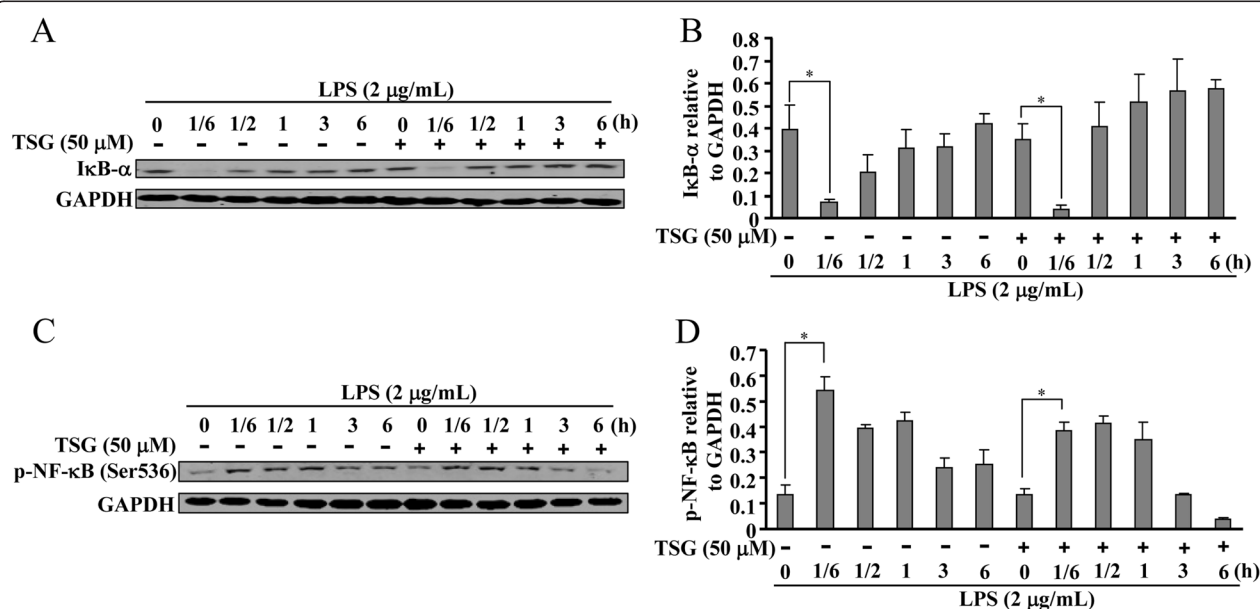 A
LPS (2 μg/mL)
0 1/6 1/2 1 3 6 0 1/6 1/2 1 3 6 (h)
TSG (50 μM) − − − − − − + + + + + +
IκB-α
GAPDH
B
IκB-α relative
to GAPDH
0.8
0.7
0.6
0.5
0.4
0.3
0.2
0.1
0
*
*
TSG (50 μM) − − − − − − + + + + + +
0 1/6 1/2 1 3 6 0 1/6 1/2 1 3 6 (h)
LPS (2 μg/mL)
C
LPS (2 μg/mL)
0 1/6 1/2 1 3 6 0 1/6 1/2 1 3 6 (h)
TSG (50 μM) − − − − − − + + + + + +
p-NF-κB (Ser536)
GAPDH
D
p-NF-κB relative
to GAPDH
0.7
0.6
0.5
0.4
0.3
0.2
0.1
0
*
*
TSG (50 μM) − − − − − − + + + + + +
0 1/6 1/2 1 3 6 0 1/6 1/2 1 3 6 (h)
LPS (2 μg/mL)